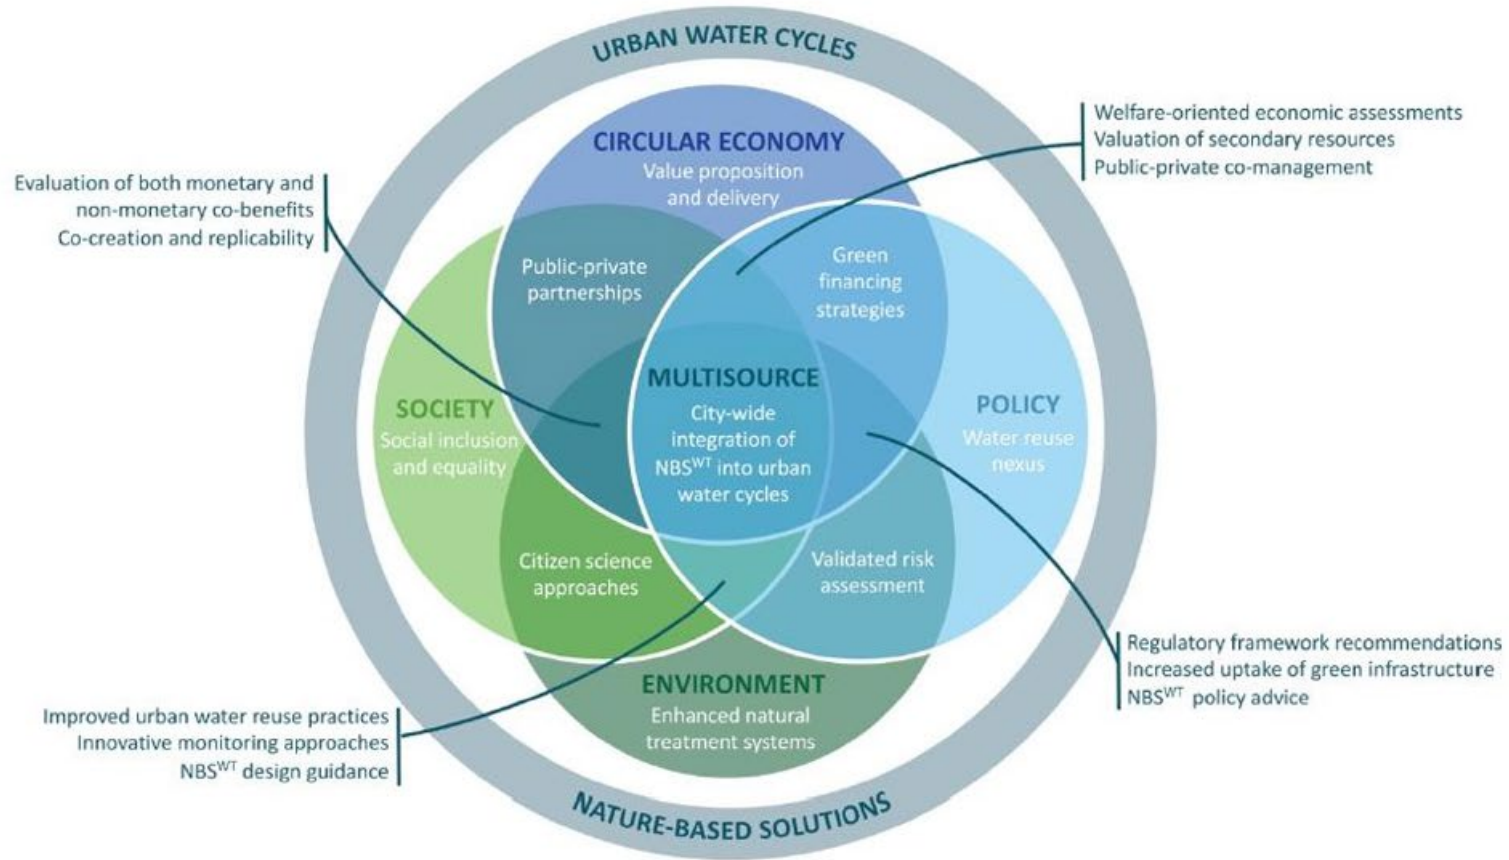 URBAN WATER CYCLES
CIRCULAR ECONOMY
Value proposition
and delivery
Welfare-oriented economic assessments
Valuation of secondary resources
Public-private co-management
Evaluation of both monetary and
non-monetary co-benefits
Co-creation and replicability
Public-private
partnerships
Green
financing
strategies
MULTISOURCE
City-wide
integration of
NBSWT into urban
water cycles
SOCIETY
Social inclusion
and equality
POLICY
Water reuse
nexus
Citizen science
approaches
Validated risk
assessment
ENVIRONMENT
Enhanced natural
treatment systems
Regulatory framework recommendations
Increased uptake of green infrastructure
NBSWT policy advice
Improved urban water reuse practices
Innovative monitoring approaches
NBSWT design guidance
NATURE-BASED SOLUTIONS